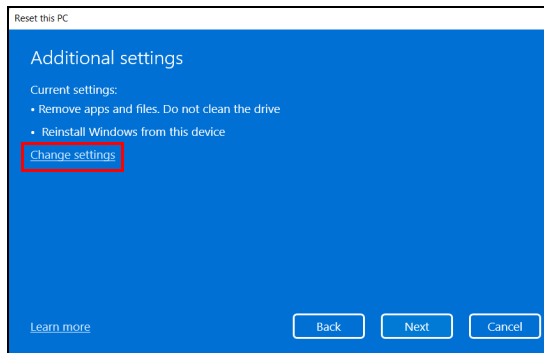 Reset this PC
Additional settings
Current settings:
• Remove apps and files. Do not clean the drive
• Reinstall Windows from this device
Change settings
Learn more
Back
Next
Cancel